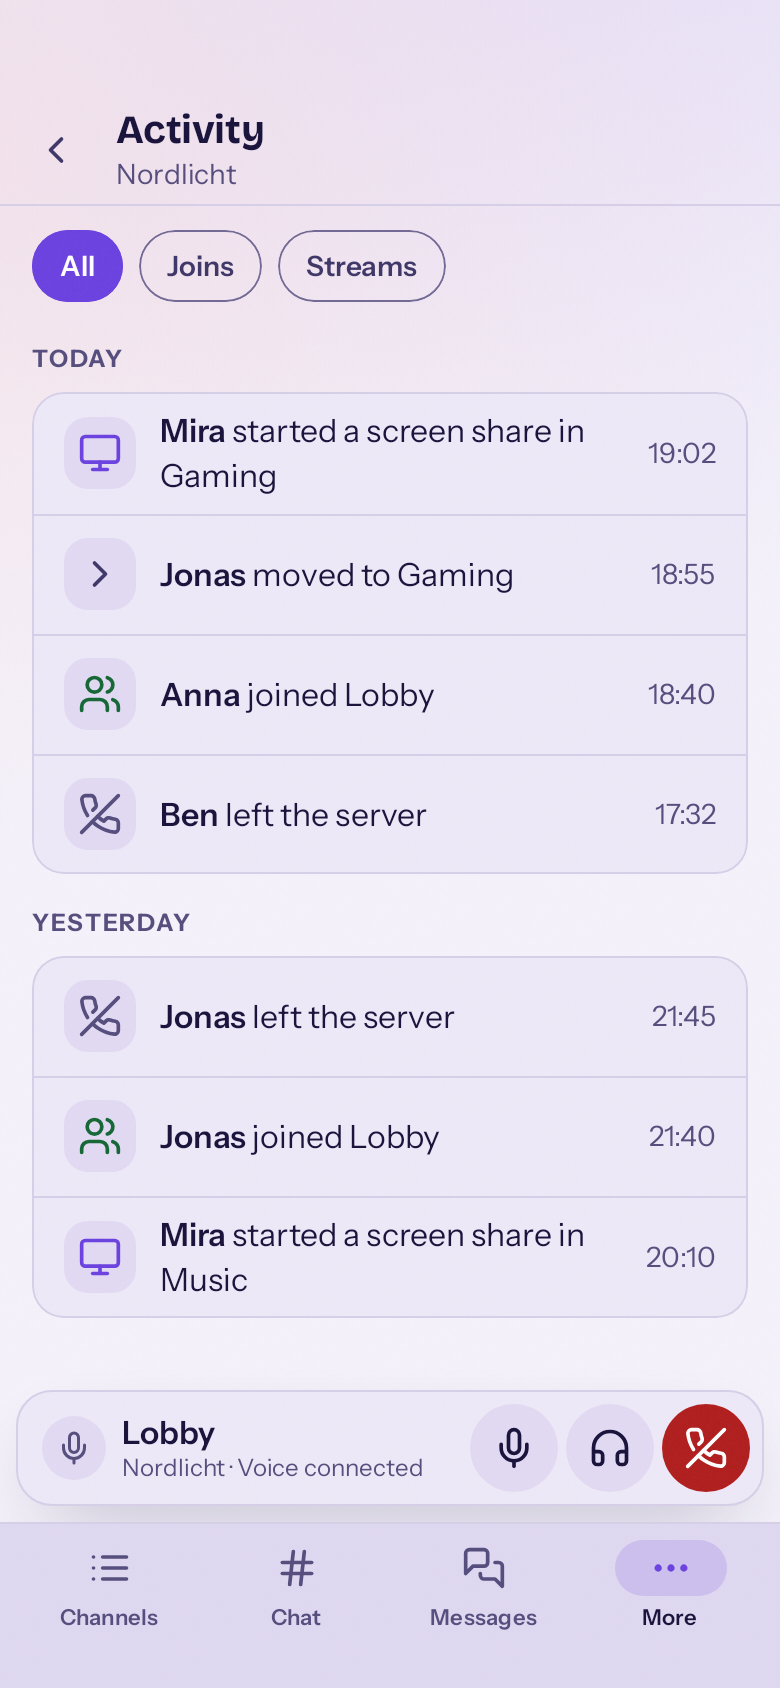 Activity
Nordlicht
All
Joins
Streams
TODAY
Mira started a screen share in
Gaming
19:02
Jonas moved to Gaming
18:55
Anna joined Lobby
18:40
Ben left the server
17:32
YESTERDAY
Jonas left the server
21:45
Jonas joined Lobby
21:40
Mira started a screen share in
Music
20:10
Lobby
Nordlicht · Voice connected
Channels
Chat
Messages
More